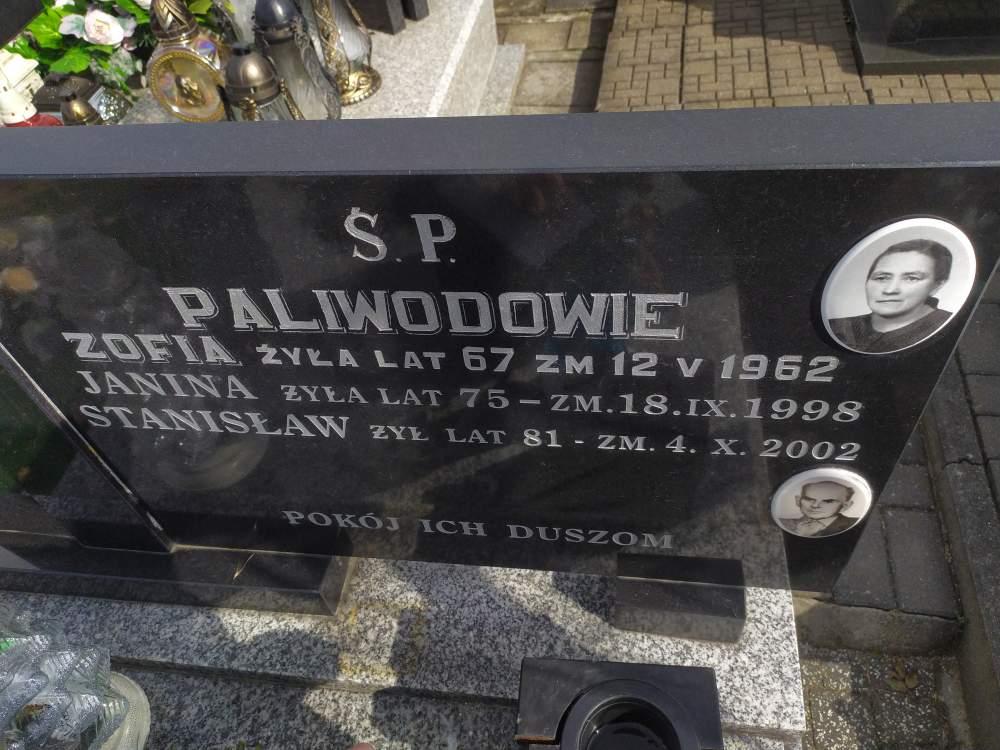 Ś. P.
PALIWODOWIE
ZOFIA ŻYŁA LAT 67 ZM 12 V 1962
JANINA ŻYŁA LAT 75 – ZM. 18. IX. 1998
STANISŁAW ŻYŁ LAT 81 - ZM. 4. X. 2002
POKÓJ ICH DUSZOM